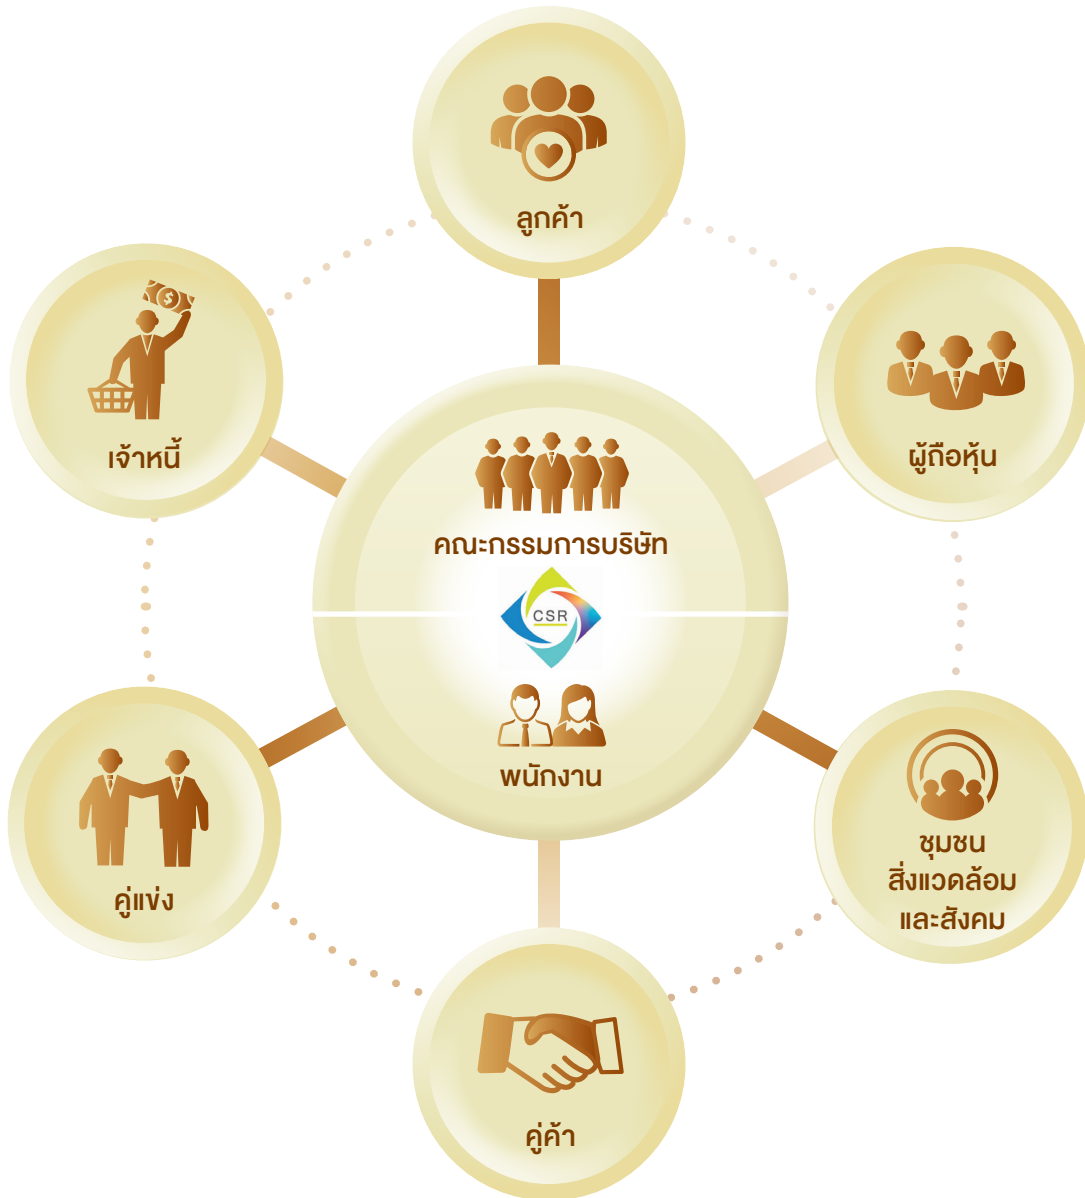 ลูกค้า
เจ้าหนี้
ผู้ถือหุ้น
คณะกรรมการบริษัท
CSR
พนักงาน
คู่แข่ง
ชุมชน
สิ่งแวดล้อม
และสังคม
คู่ค้า
$